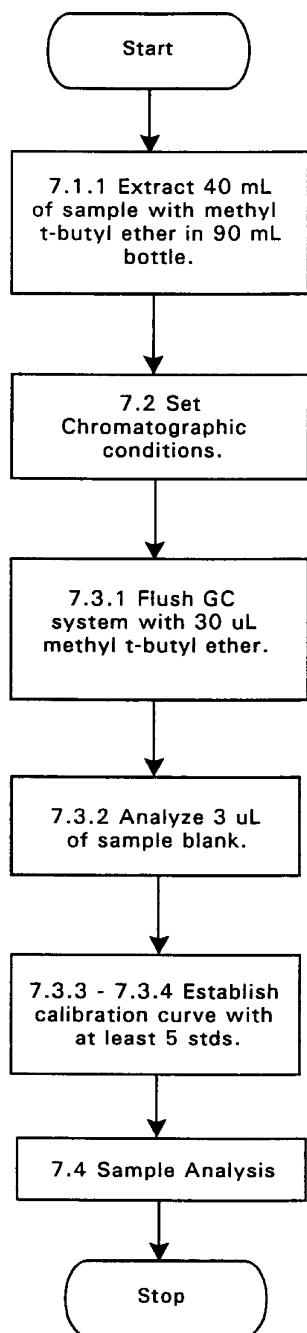 Start
7.1.1 Extract 40 mL
of sample with methyl
t-butyl ether in 90 mL
bottle.
7.2 Set
Chromatographic
conditions.
7.3.1 Flush GC
system with 30 uL
methyl t-butyl ether.
7.3.2 Analyze 3 uL
of sample blank.
7.3.3 - 7.3.4 Establish
calibration curve with
at least 5 stds.
7.4 Sample Analysis
Stop